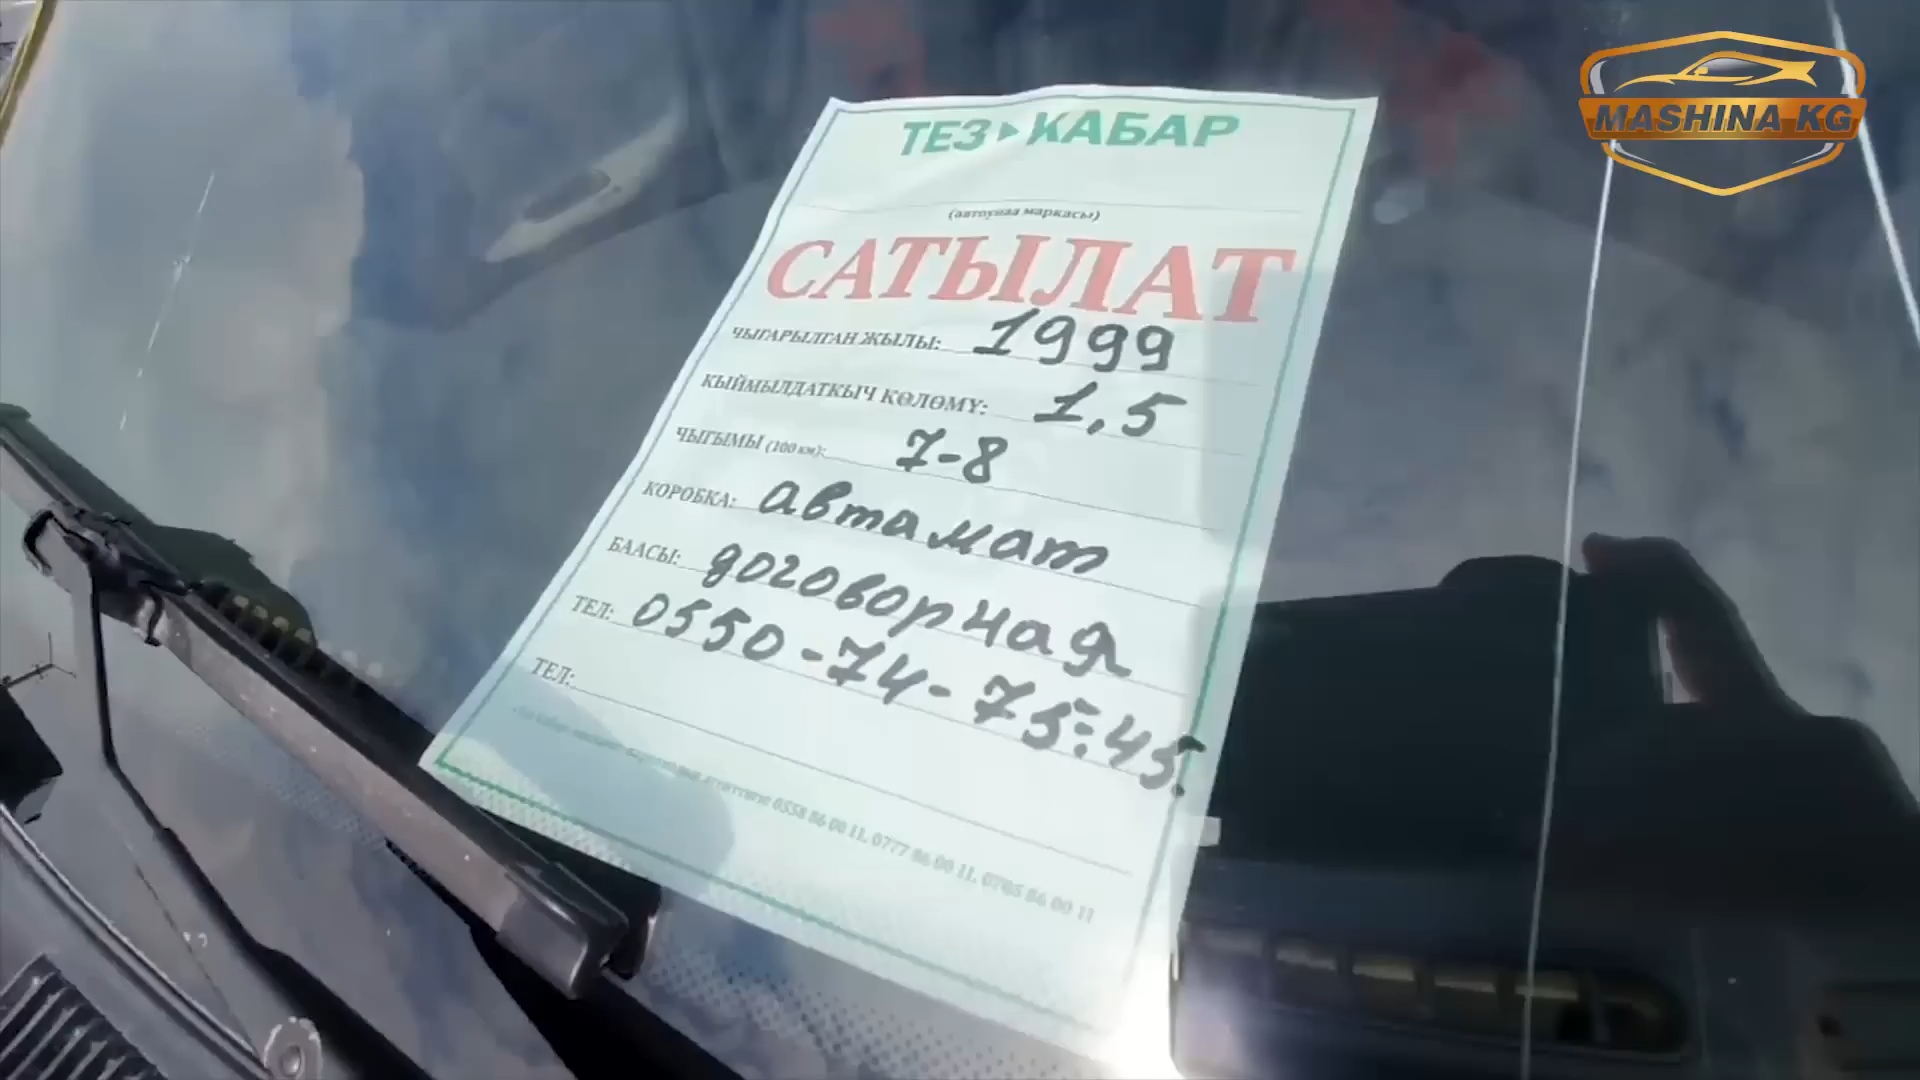 MASHINA KG
ТЕЗ КАБАР
(автоунаа маркасы)
САТЫЛАТ
ЧЫГАРЫЛГАН ЖЫЛЫ: 1999
КЫЙМЫЛДАТКЫЧ КӨЛӨМҮ: 1,5
ЧЫГЫМЫ (100 км): 7-8
КОРОБКА: автамат
БААСЫ: договорная
ТЕЛ: 0550-74-75-45.
ТЕЛ:
0558 86 00 11, 0777 86 00 11, 0705 86 00 11